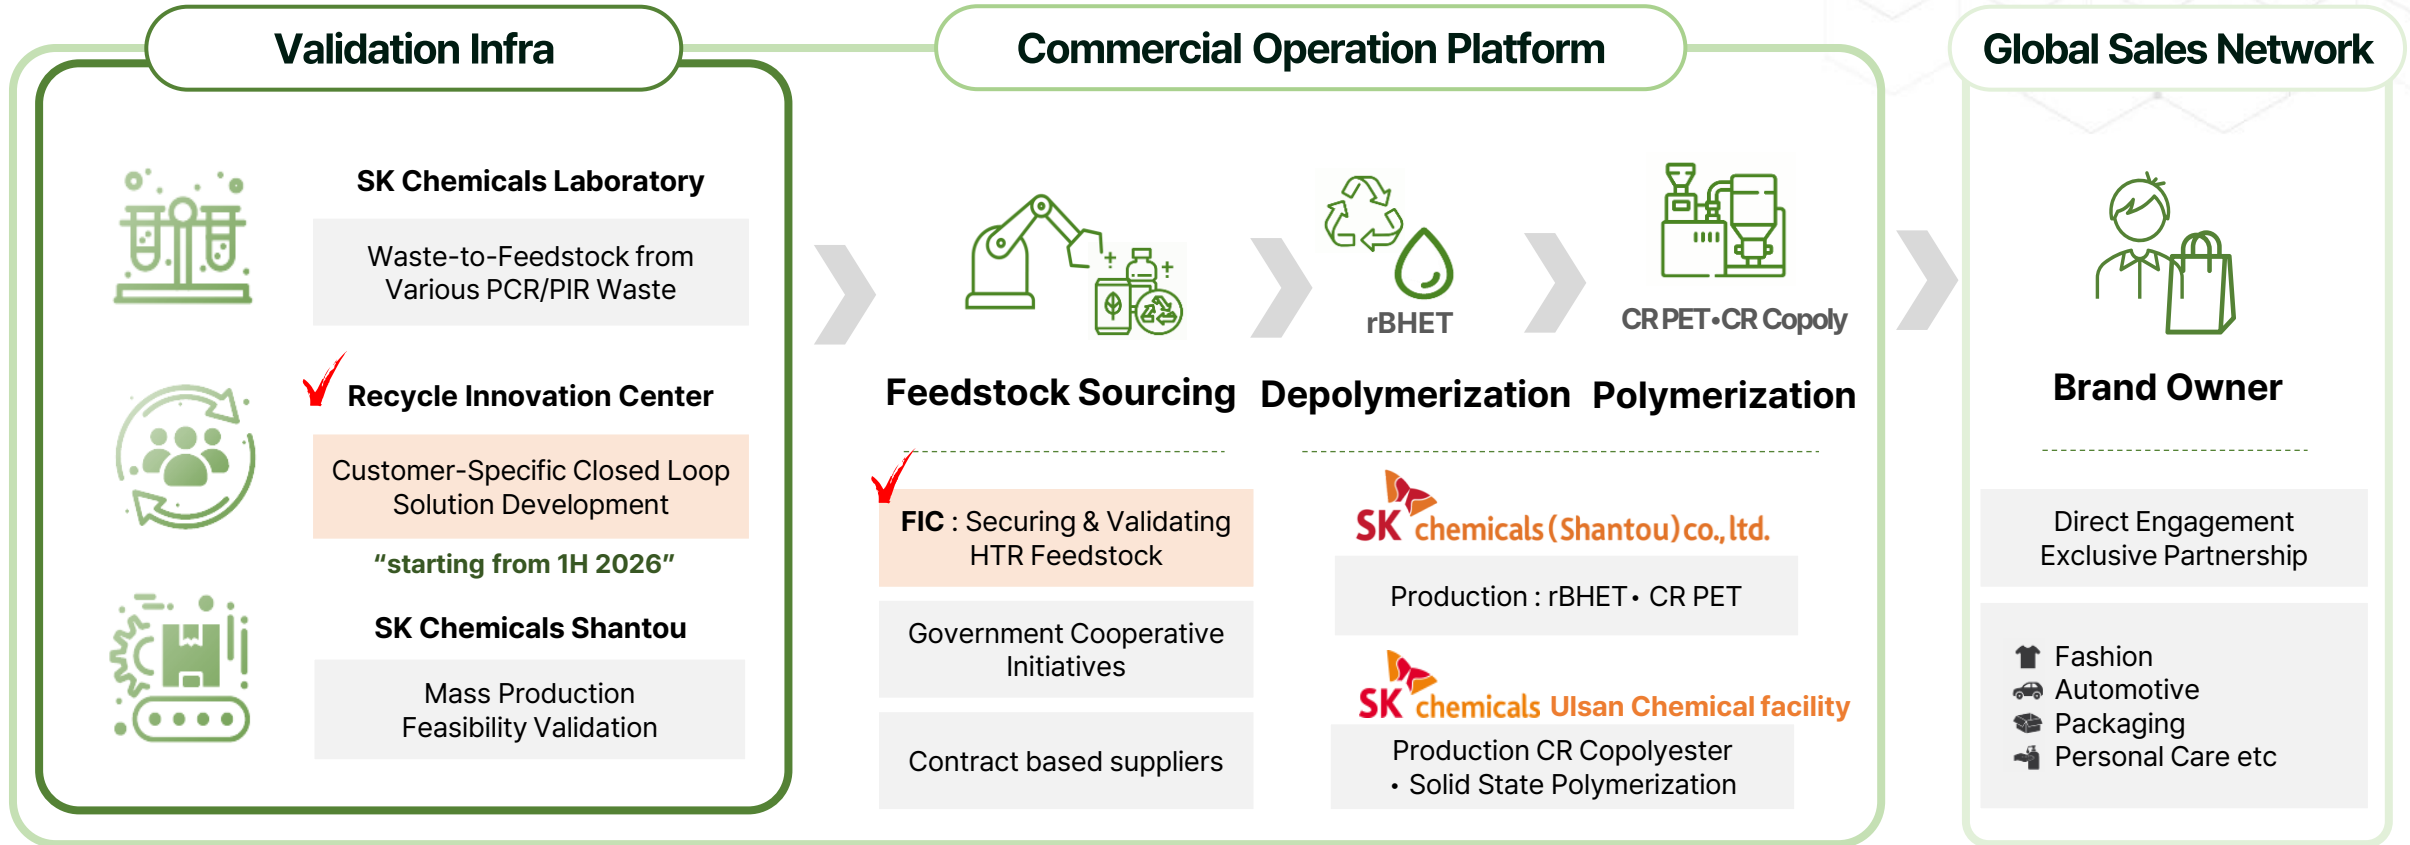 Validation Infra
SK Chemicals Laboratory
Waste-to-Feedstock from
Various PCR/PIR Waste
Recycle Innovation Center
Customer-Specific Closed Loop
Solution Development
“starting from 1H 2026”
SK Chemicals Shantou
Mass Production
Feasibility Validation
Commercial Operation Platform
Feedstock Sourcing
FIC : Securing & Validating
HTR Feedstock
Government Cooperative
Initiatives
Contract based suppliers
rBHET
Depolymerization
CR PET•CR Copoly
Polymerization
SK chemicals (Shantou) co., ltd.
Production : rBHET• CR PET
SK chemicals Ulsan Chemical facility
Production CR Copolyester
• Solid State Polymerization
Global Sales Network
Brand Owner
Direct Engagement
Exclusive Partnership
Fashion
Automotive
Packaging
Personal Care etc